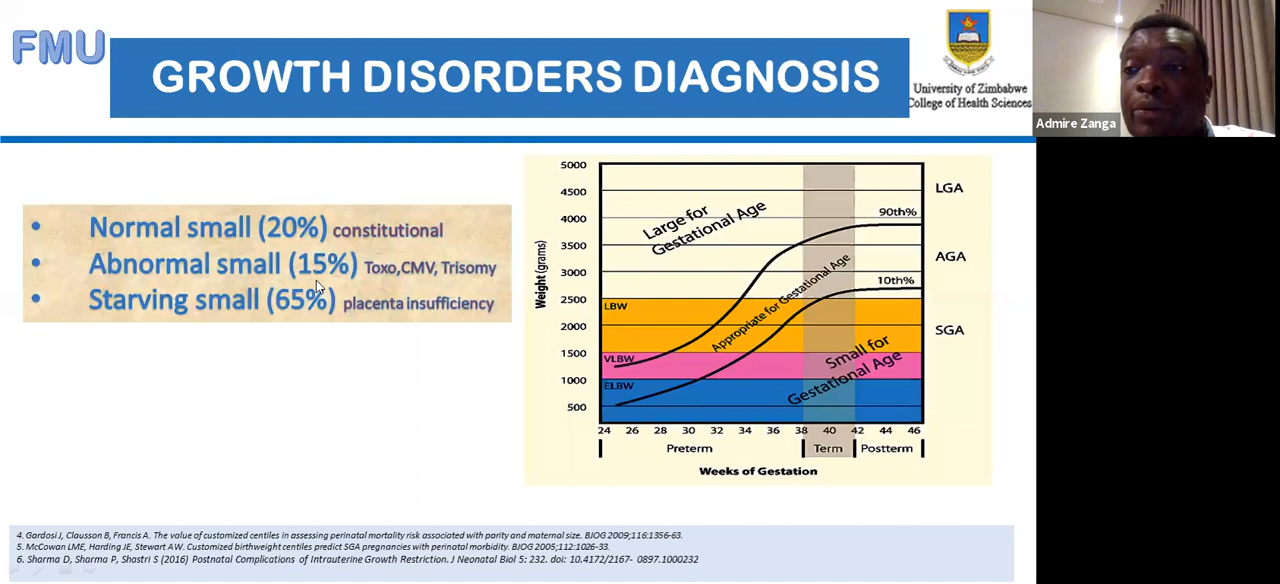 FMU
GROWTH DISORDERS DIAGNOSIS
University of Zimbabwe
College of Health Sciences
Admire Zanga
• Normal small (20%) constitutional
• Abnormal small (15%) Toxo,CMV, Trisomy
• Starving small (65%) placenta insufficiency
Weight (grams)
5000
4500
4000
3500
3000
2500
2000
1500
1000
500
Large for
Gestational Age
90th%
Appropriate for Gestational Age
10th%
LBW
VLBW
ELBW
Small for
Gestational Age
LGA
AGA
SGA
24 26 28 30 32 34 36 38 40 42 44 46
Preterm Term Postterm
Weeks of Gestation
4. Gardosi J, Clausson B, Francis A. The value of customized centiles in assessing perinatal mortality risk associated with parity and maternal size. BJOG 2009;116:1356-63.
5. McCowan LME, Harding JE, Stewart AW. Customized birthweight centiles predict SGA pregnancies with perinatal morbidity. BJOG 2005;112:1026-33.
6. Sharma D, Sharma P, Shastri S (2016) Postnatal Complications of Intrauterine Growth Restriction. J Neonatal Biol 5: 232. doi: 10.4172/2167- 0897.1000232